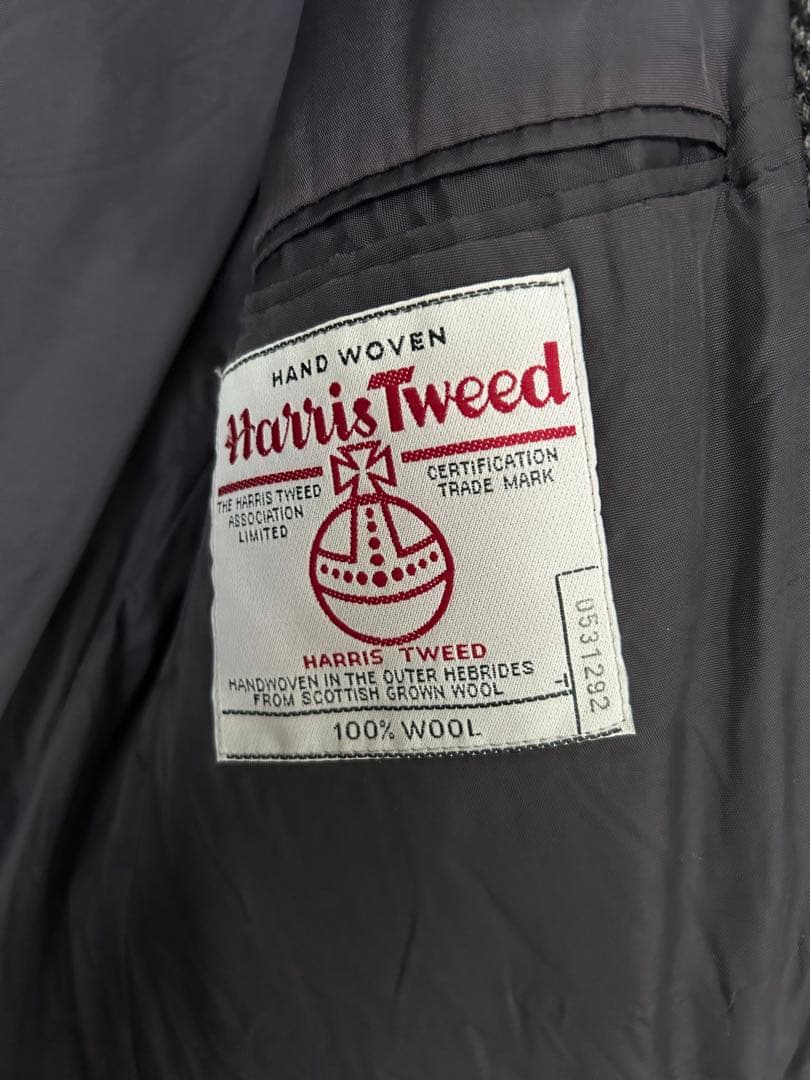 HAND WOVEN
Harris Tweed
THE HARRIS TWEED
ASSOCIATION
LIMITED
CERTIFICATION
TRADE MARK
HARRIS TWEED
HANDWOVEN IN THE OUTER HEBRIDES
FROM SCOTTISH GROWN WOOL
100% WOOL
0531292